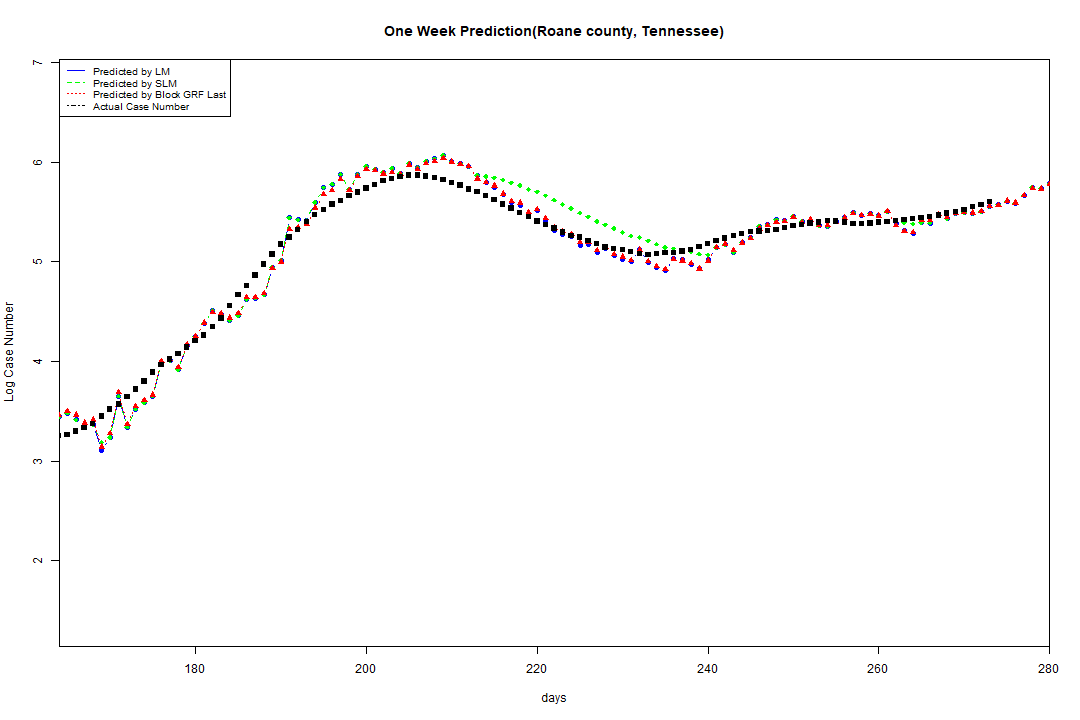 One Week Prediction(Roane county, Tennessee)
Predicted by LM
Predicted by SLM
Predicted by Block GRF Last
Actual Case Number
7
6
5
4
3
2
Log Case Number
180 200 220 240 260 280
days